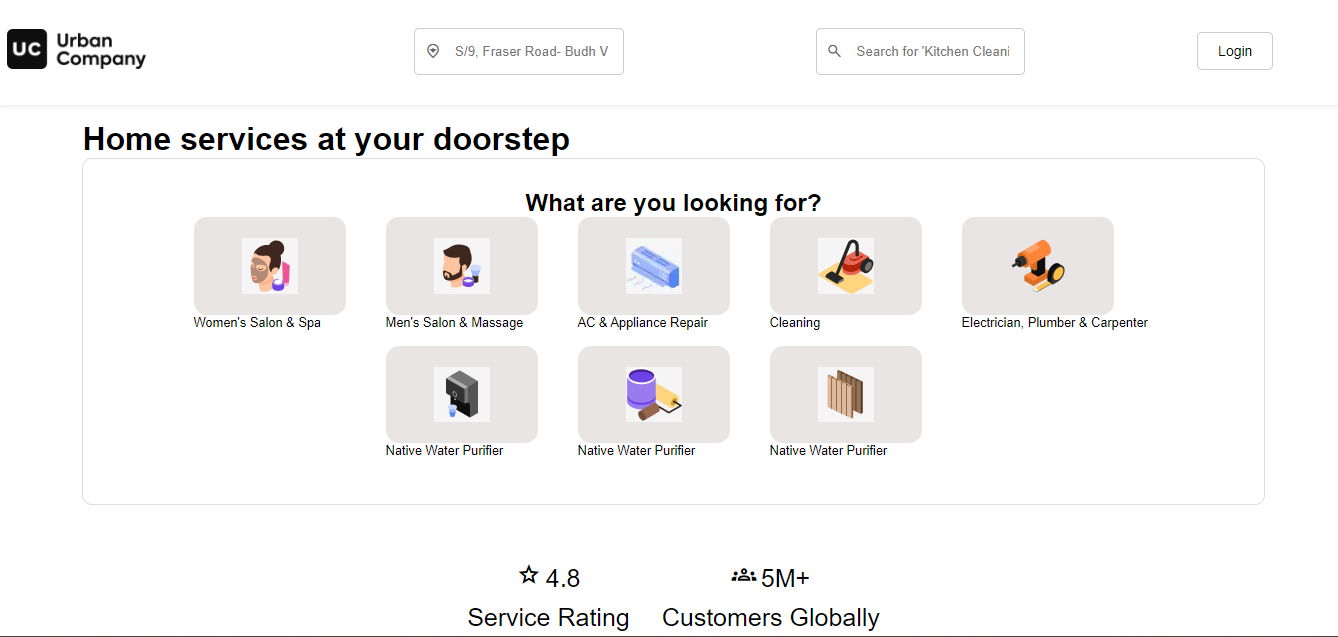 UC Urban
Company
S/9, Fraser Road- Budh V
Search for 'Kitchen Cleani
Login
Home services at your doorstep
What are you looking for?
Women's Salon & Spa
Men's Salon & Massage
AC & Appliance Repair
Cleaning
Electrician, Plumber & Carpenter
Native Water Purifier
Native Water Purifier
Native Water Purifier
4.8
Service Rating
5M+
Customers Globally